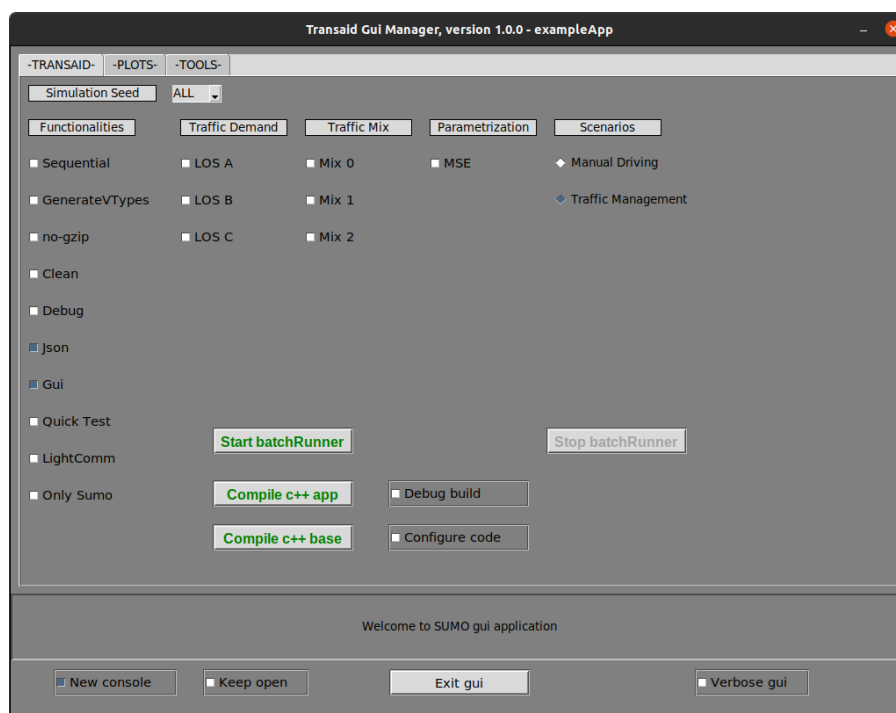 Transaid Gui Manager, version 1.0.0 - exampleApp
-TRANSAID- -PLOTS- -TOOLS-
Simulation Seed ALL
Functionalities Traffic Demand Traffic Mix Parametrization Scenarios
Sequential LOS A Mix 0 MSE Manual Driving
GenerateVTypes LOS B Mix 1 Traffic Management
no-gzip LOS C Mix 2
Clean
Debug
Json
Gui
Quick Test
Start batchRunner Stop batchRunner
LightComm
Only Sumo Compile c++ app Debug build
Compile c++ base Configure code
Welcome to SUMO gui application
New console Keep open Exit gui Verbose gui